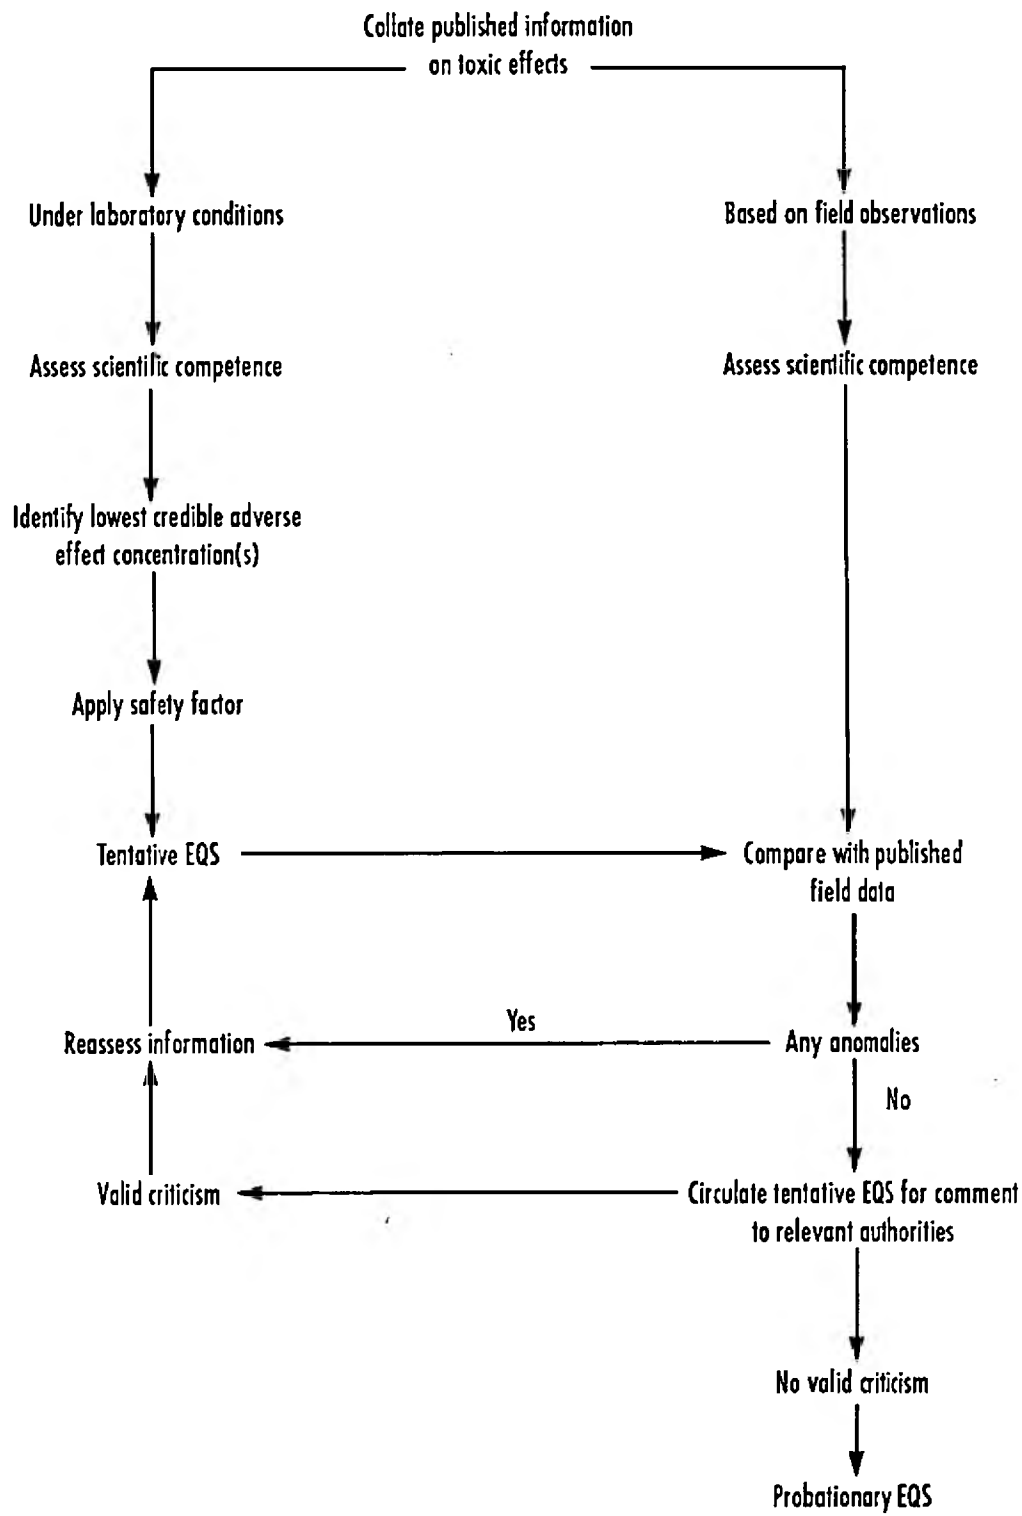 Collate published information
on toxic effects
Under laboratory conditions
Based on field observations
Assess scientific competence
Assess scientific competence
Identify lowest credible adverse
effect concentration(s)
Apply safety factor
Tentative EQS
Compare with published
field data
Yes
Reassess information
Any anomalies
No
Valid criticism
Circulate tentative EQS for comment
to relevant authorities
No valid criticism
Probationary EQS